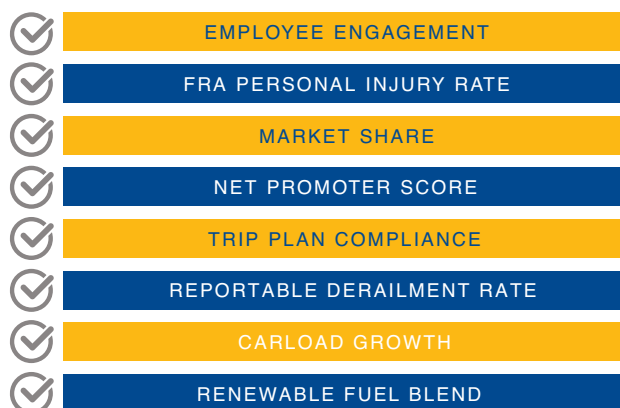 EMPLOYEE ENGAGEMENT
FRA PERSONAL INJURY RATE
MARKET SHARE
NET PROMOTER SCORE
TRIP PLAN COMPLIANCE
REPORTABLE DERAILMENT RATE
CARLOAD GROWTH
RENEWABLE FUEL BLEND